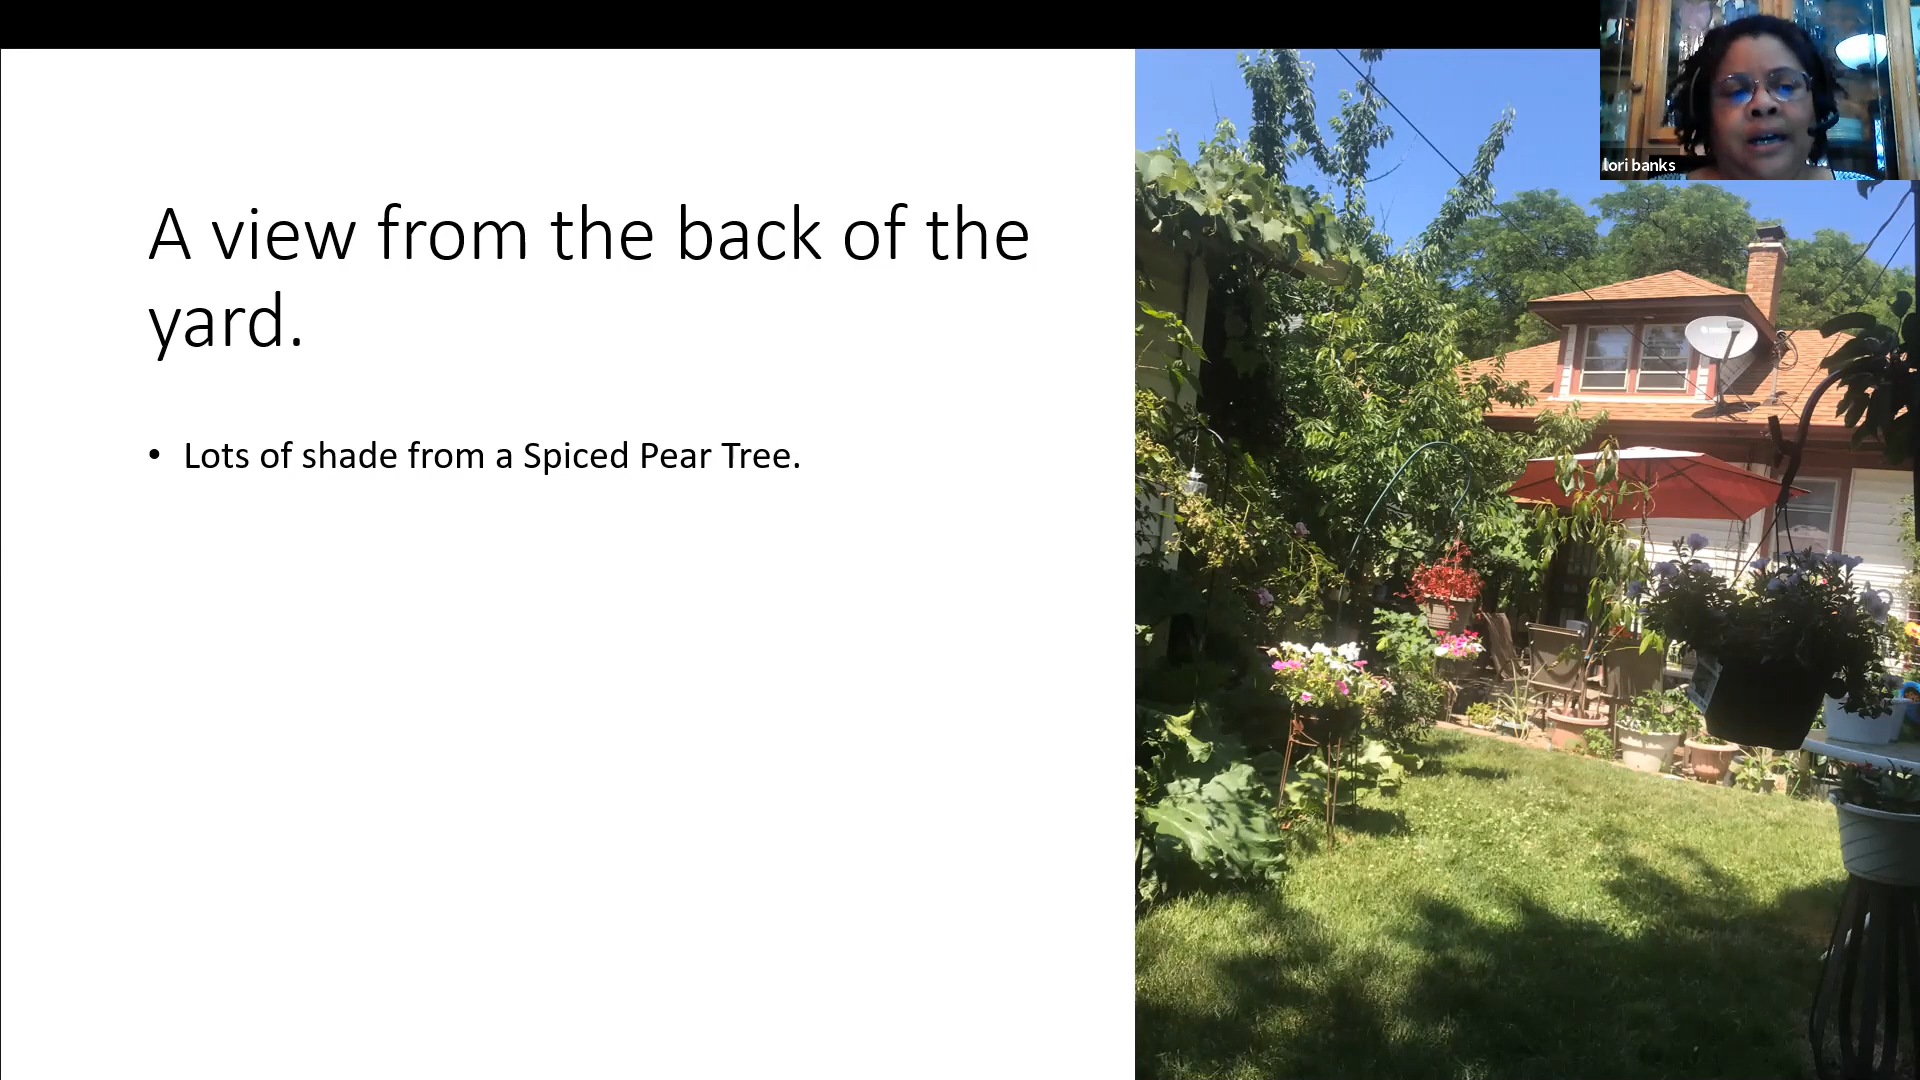 A view from the back of the
yard.
• Lots of shade from a Spiced Pear Tree.
lori banks